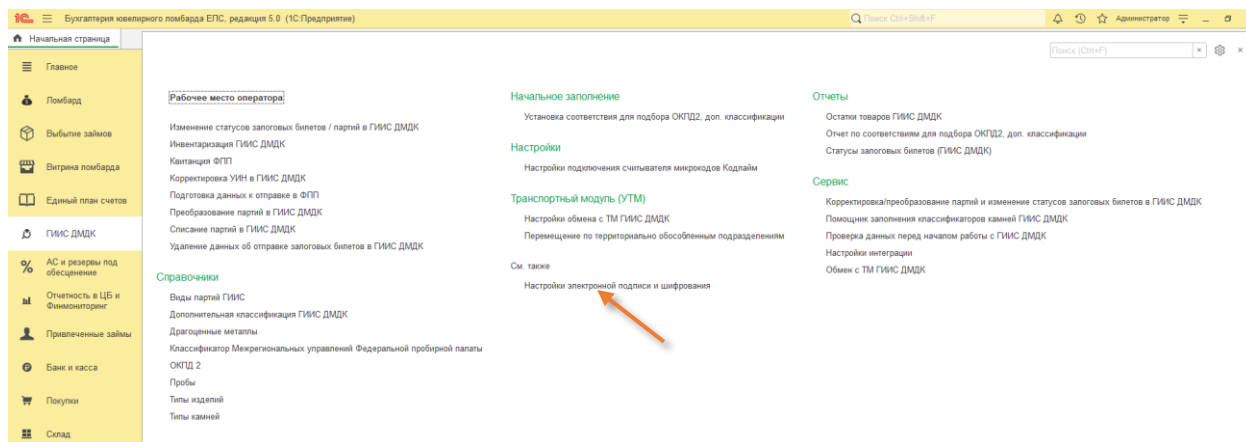 1С Бухгалтерия ювелирного ломбарда ЕПС, редакция 5.0 (1С:Предприятие)
Поиск Ctrl+Shift+F
Администратор
Начальная страница
Поиск (Ctrl+F)
Главное
Ломбард
Выбытие займов
Витрина ломбарда
Единый план счетов
ГИИС ДМДК
АС и резервы под
обесценение
Отчетность в ЦБ и
Финмониторинг
Привлеченные займы
Банк и касса
Покупки
Склад
Рабочее место оператора
Изменение статусов залоговых билетов / партий в ГИИС ДМДК
Инвентаризация ГИИС ДМДК
Квитанция ФПП
Корректировка УИН в ГИИС ДМДК
Подготовка данных к отправке в ФПП
Преобразование партий в ГИИС ДМДК
Списание партий в ГИИС ДМДК
Удаление данных об отправке залоговых билетов в ГИИС ДМДК
Справочники
Виды партий ГИИС
Дополнительная классификация ГИИС ДМДК
Драгоценные металлы
Классификатор Межрегиональных управлений Федеральной пробирной палаты
ОКПД 2
Пробы
Типы изделий
Типы камней
Начальное заполнение
Установка соответствия для подбора ОКПД2, доп. классификации
Настройки
Настройки подключения считывателя микрокодов Кодлайм
Транспортный модуль (УТМ)
Настройки обмена с ТМ ГИИС ДМДК
Перемещение по территориально обособленным подразделениям
См. также
Настройки электронной подписи и шифрования
Отчеты
Остатки товаров ГИИС ДМДК
Отчет по соответствиям для подбора ОКПД2, доп. классификации
Статусы залоговых билетов (ГИИС ДМДК)
Сервис
Корректировка/преобразование партий и изменение статусов залоговых билетов в ГИИС ДМДК
Помощник заполнения классификаторов камней ГИИС ДМДК
Проверка данных перед началом работы с ГИИС ДМДК
Настройки интеграции
Обмен с ТМ ГИИС ДМДК